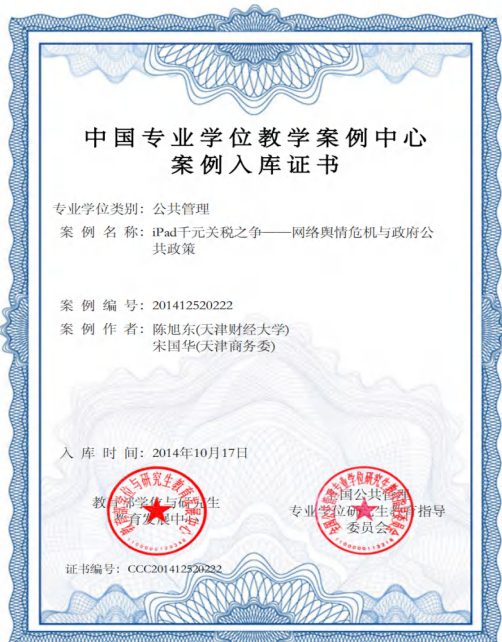 中国专业学位教学案例中心
案例入库证书
专业学位类别：公共管理
案 例 名 称：iPad千元关税之争——网络舆情危机与政府公
共政策
案 例 编 号：201412520222
案 例 作 者：陈旭东(天津财经大学)
宋国华(天津商务委)
入 库 时 间：2014年10月17日
教育部学位与研究生
教育发展中心
全国公共管理
专业学位研究生教育指导
委员会
证书编号：CCC201412520222